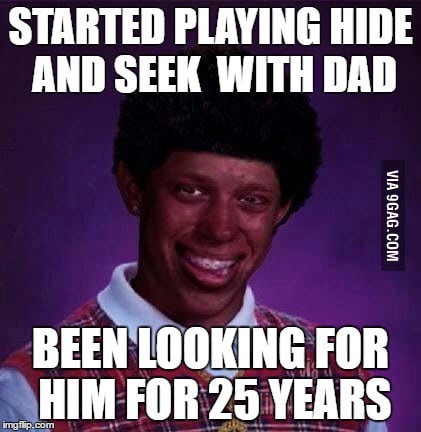 STARTED PLAYING HIDE
AND SEEK WITH DAD
VIA 9GAG.COM
BEEN LOOKING FOR
HIM FOR 25 YEARS
imgflip.com